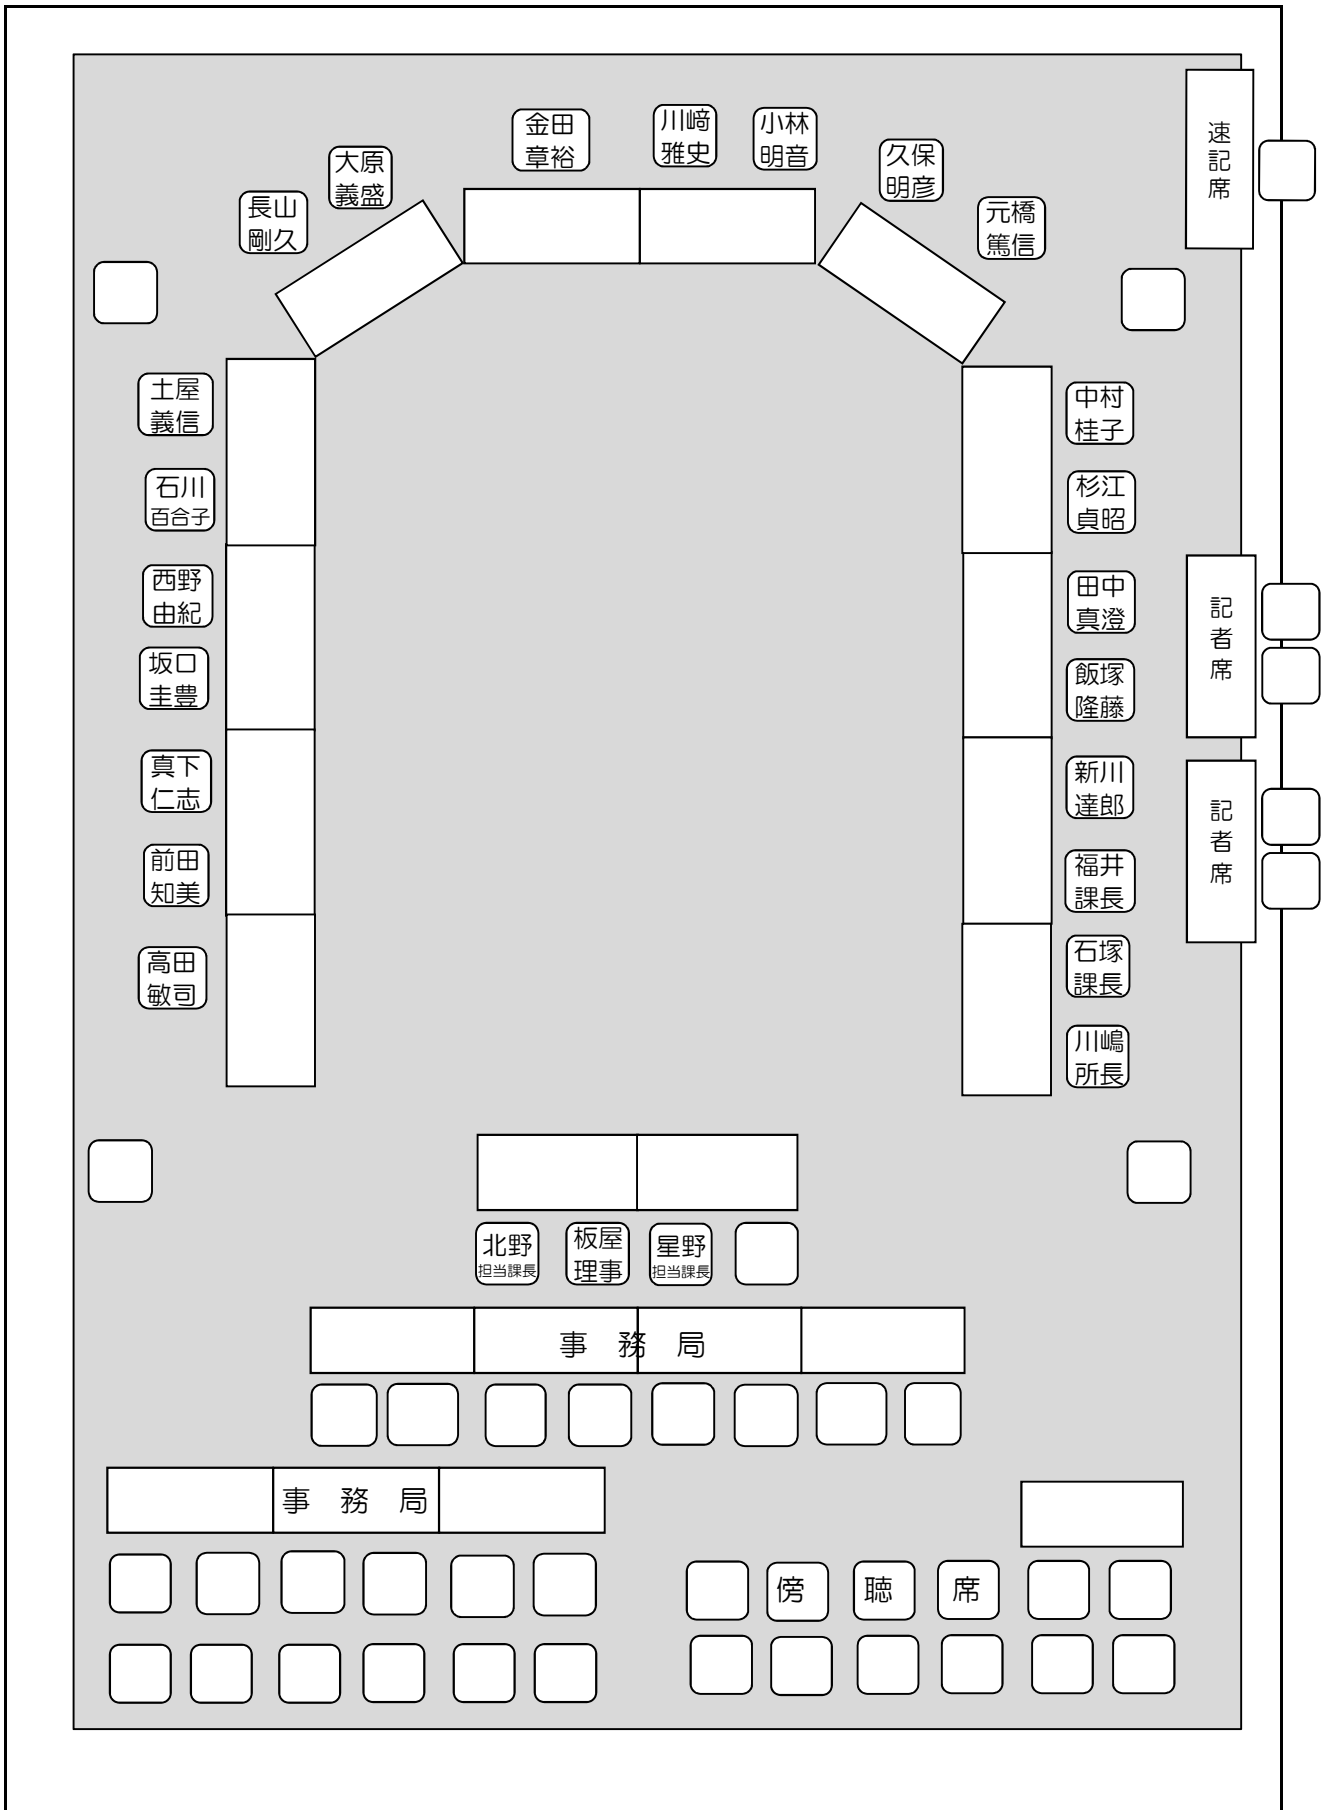 金田
章裕
川﨑
雅史
小林
明音
久保
明彦
大原
義盛
長山
剛久
元橋
篤信
速記席
土屋
義信
中村
桂子
石川
百合子
杉江
貞昭
西野
由紀
田中
真澄
記者席
坂口
圭豊
飯塚
隆藤
真下
仁志
新川
達郎
記者席
前田
知美
福井
課長
高田
敏司
石塚
課長
川嶋
所長
北野
担当課長
板屋
理事
星野
担当課長
事 務 局
事 務 局
傍 聴 席